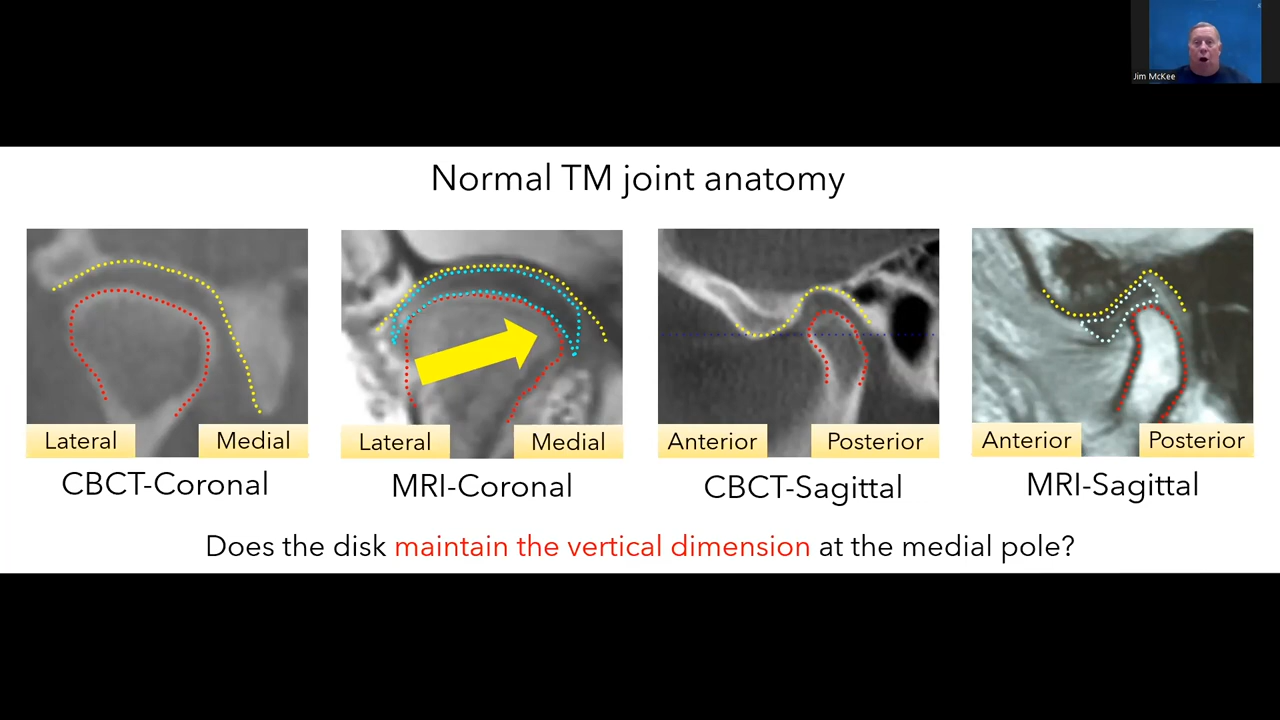 Jim McKee
Normal TM joint anatomy
Lateral
Medial
Lateral
Medial
Anterior
Posterior
Anterior
Posterior
CBCT-Coronal
MRI-Coronal
CBCT-Sagittal
MRI-Sagittal
Does the disk maintain the vertical dimension at the medial pole?